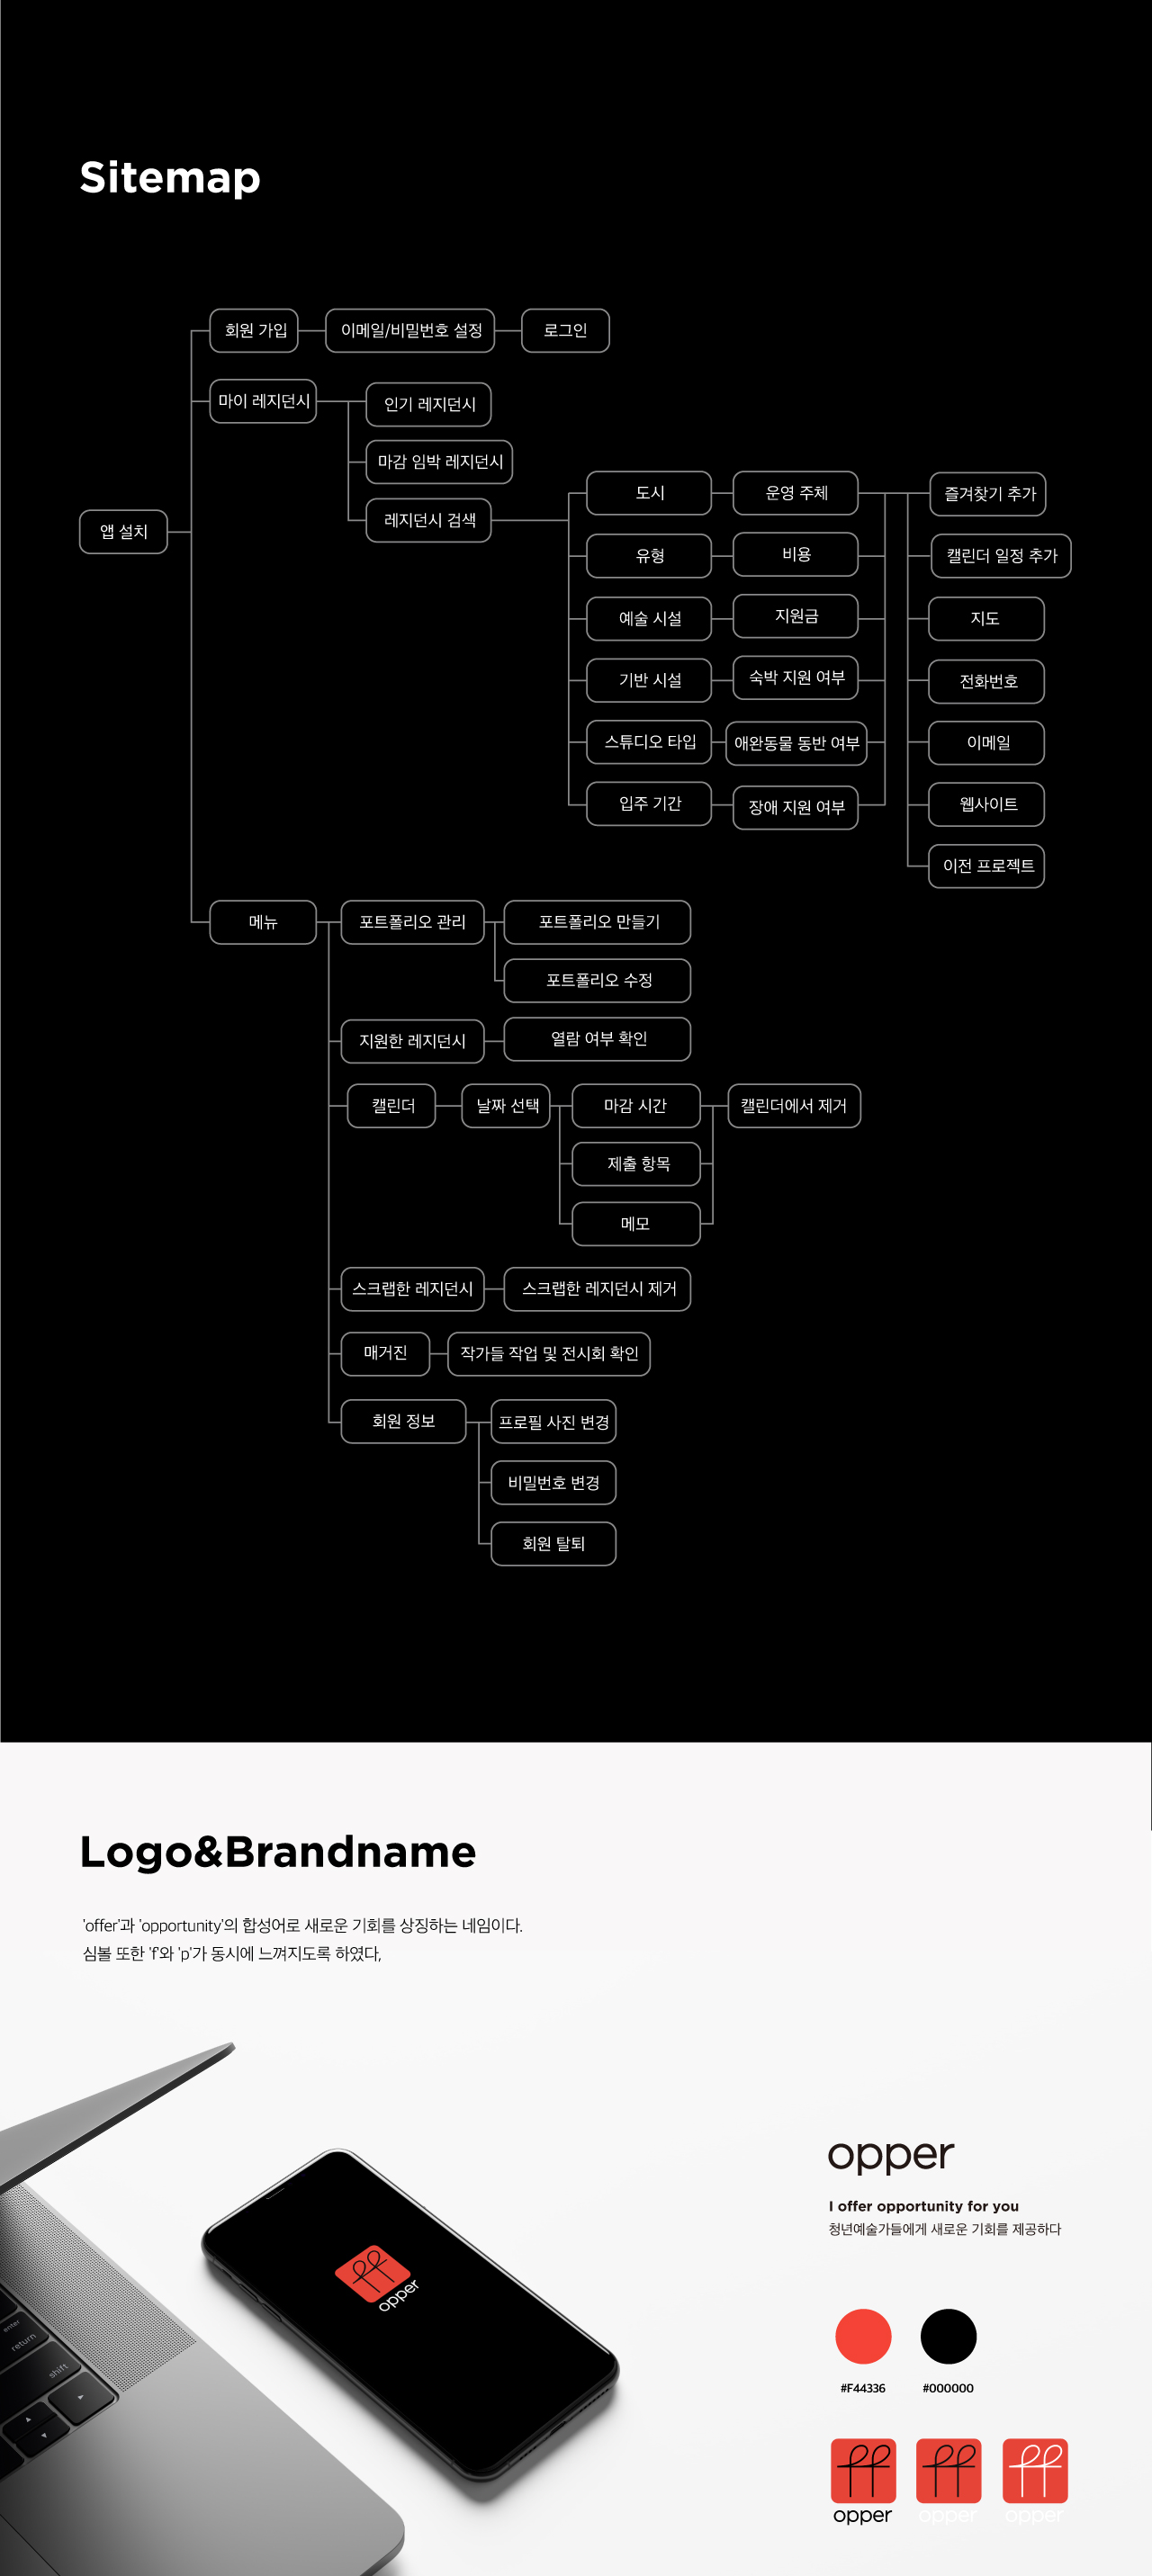 Sitemap
회원 가입
이메일/비밀번호 설정
로그인
마이 레지던시
인기 레지던시
마감 임박 레지던시
레지던시 검색
앱 설치
도시
운영 주체
즐겨찾기 추가
유형
비용
캘린더 일정 추가
예술 시설
지원금
지도
기반 시설
숙박 지원 여부
전화번호
스튜디오 타입
애완동물 동반 여부
이메일
입주 기간
장애 지원 여부
웹사이트
이전 프로젝트
메뉴
포트폴리오 관리
포트폴리오 만들기
포트폴리오 수정
지원한 레지던시
열람 여부 확인
캘린더
날짜 선택
마감 시간
캘린더에서 제거
제출 항목
메모
스크랩한 레지던시
스크랩한 레지던시 제거
매거진
작가들 작업 및 전시회 확인
회원 정보
프로필 사진 변경
비밀번호 변경
회원 탈퇴
Logo&Brandname
'offer'과 'opportunity'의 합성어로 새로운 기회를 상징하는 네임이다.
심볼 또한 'f'와 'p'가 동시에 느껴지도록 하였다,
opper
I offer opportunity for you
청년예술가들에게 새로운 기회를 제공하다
opper
enter
return
shift
#F44336
#000000
opper
opper
opper